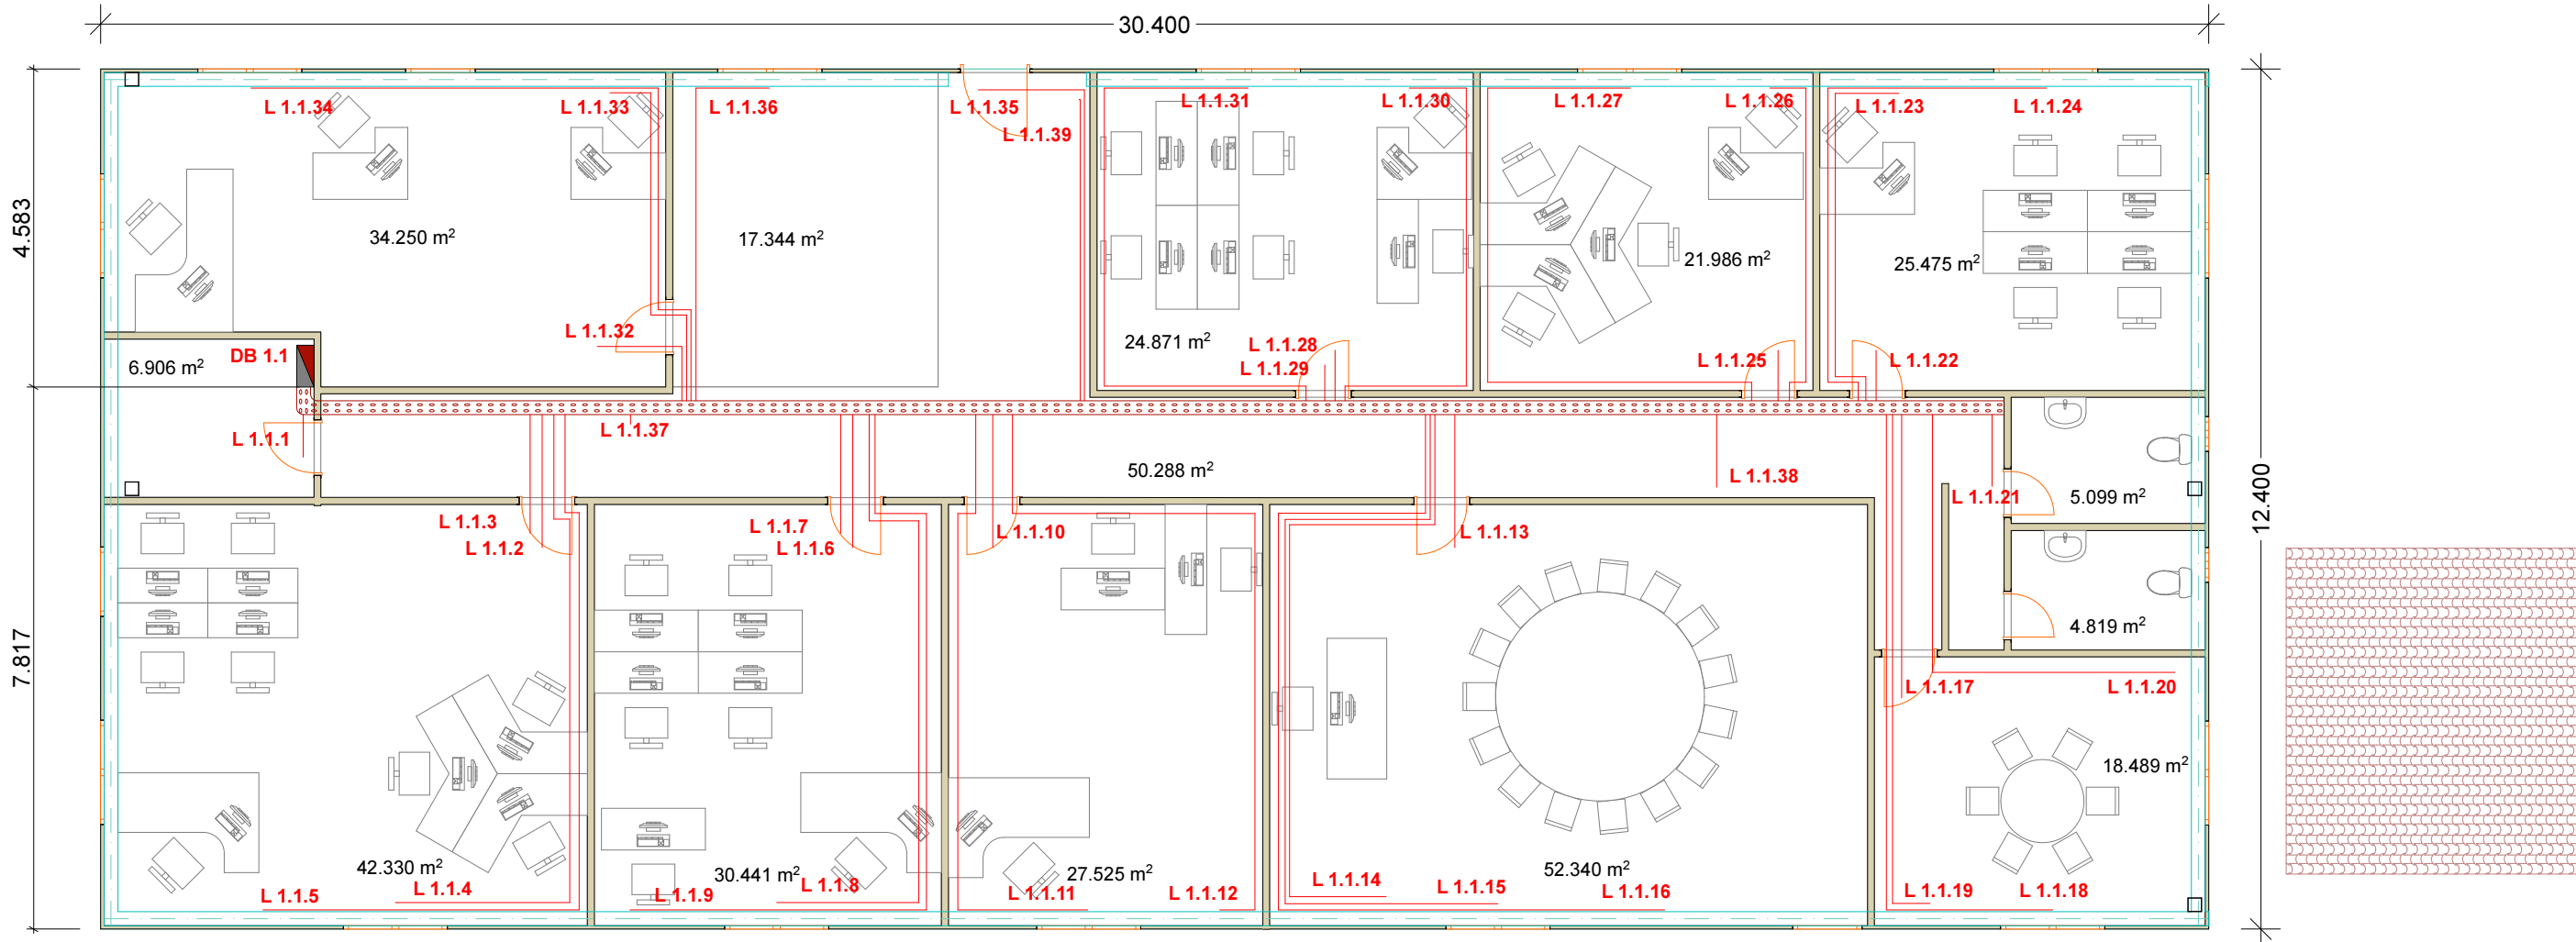 30.400
L 1.1.34
L 1.1.33
L 1.1.36
L 1.1.35
L 1.1.39
L 1.1.31
L 1.1.30
L 1.1.27
L 1.1.26
L 1.1.23
L 1.1.24
4.583
34.250 m²
17.344 m²
24.871 m²
21.986 m²
25.475 m²
L 1.1.32
L 1.1.28
L 1.1.29
L 1.1.25
L 1.1.22
6.906 m²
DB 1.1
L 1.1.1
L 1.1.37
50.288 m²
L 1.1.38
L 1.1.21
5.099 m²
12.400
L 1.1.3
L 1.1.2
L 1.1.7
L 1.1.6
L 1.1.10
L 1.1.13
4.819 m²
7.817
L 1.1.17
L 1.1.20
18.489 m²
42.330 m²
30.441 m²
27.525 m²
52.340 m²
L 1.1.5
L 1.1.4
L 1.1.9
L 1.1.8
L 1.1.11
L 1.1.12
L 1.1.14
L 1.1.15
L 1.1.16
L 1.1.19
L 1.1.18